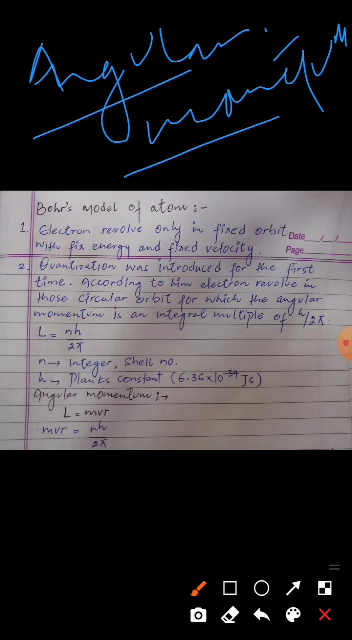 Angular
momentum
Bohr's model of atom :-
1. Electron revolve only in fixed orbit
with fix energy and fixed velocity.
Date / /
Page
2. Quantization was introduced for the first
time. According to him electron revolve in
those circular orbit for which the angular
momentum is an integral multiple of h/2π.
L = nh/2π
n → Integer, Shell no.
h → Planks constant (6.36×10⁻³⁴ Js)
Angular momentum :→
L = mvr
mvr = nh/2π